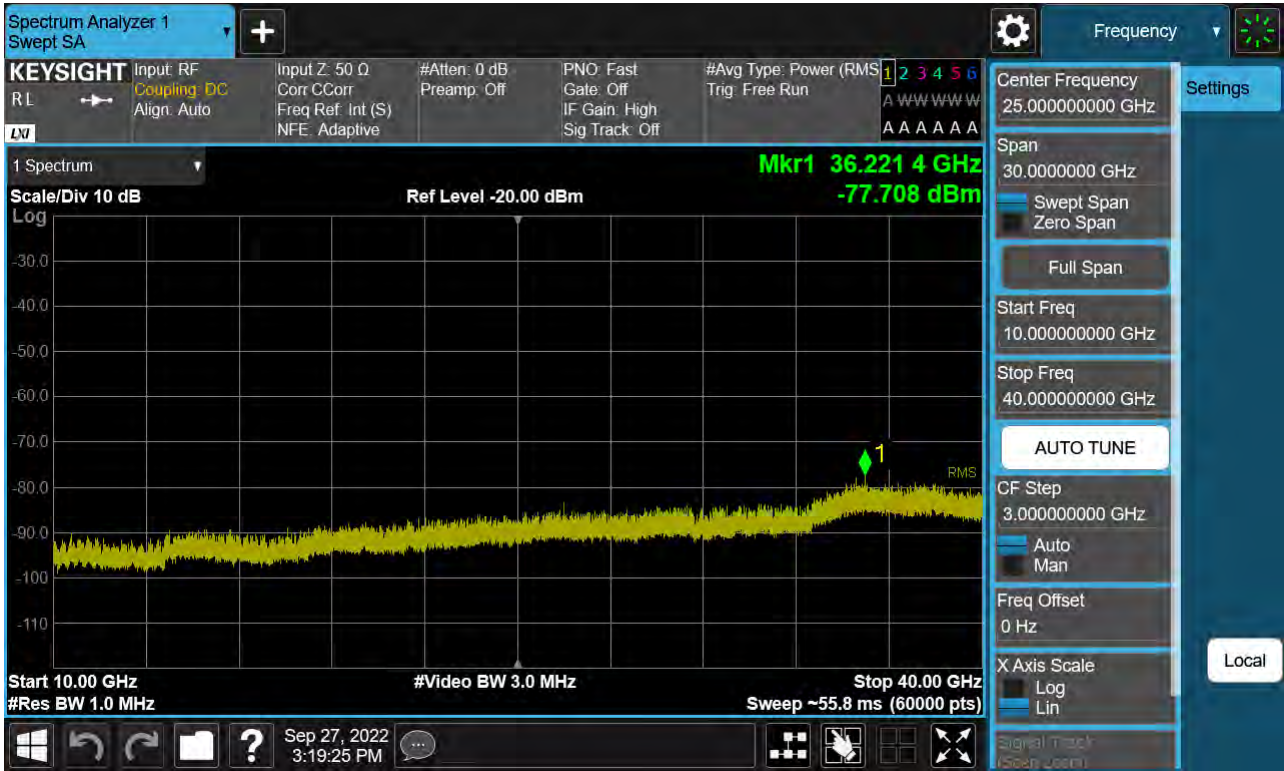 Spectrum Analyzer 1
Swept SA
Frequency
KEYSIGHT
R L
LXI
Input: RF
Coupling: DC
Align: Auto
Input Z: 50 Ω
Corr CCorr
Freq Ref: Int (S)
NFE: Adaptive
#Atten: 0 dB
Preamp: Off
PNO: Fast
Gate: Off
IF Gain: High
Sig Track: Off
#Avg Type: Power (RMS
Trig: Free Run
1 2 3 4 5 6
A W W W W W
A A A A A A
1 Spectrum
Scale/Div 10 dB
Log
Ref Level -20.00 dBm
Mkr1 36.221 4 GHz
-77.708 dBm
-30.0
-40.0
-50.0
-60.0
-70.0
-80.0
-90.0
-100
-110
1
RMS
Start 10.00 GHz
#Res BW 1.0 MHz
#Video BW 3.0 MHz
Stop 40.00 GHz
Sweep ~55.8 ms (60000 pts)
Center Frequency
25.000000000 GHz
Settings
Span
30.0000000 GHz
Swept Span
Zero Span
Full Span
Start Freq
10.000000000 GHz
Stop Freq
40.000000000 GHz
AUTO TUNE
CF Step
3.000000000 GHz
Auto
Man
Freq Offset
0 Hz
X Axis Scale
Log
Lin
Local
Signal Track
(Span Zoom)
?
Sep 27, 2022
3:19:25 PM